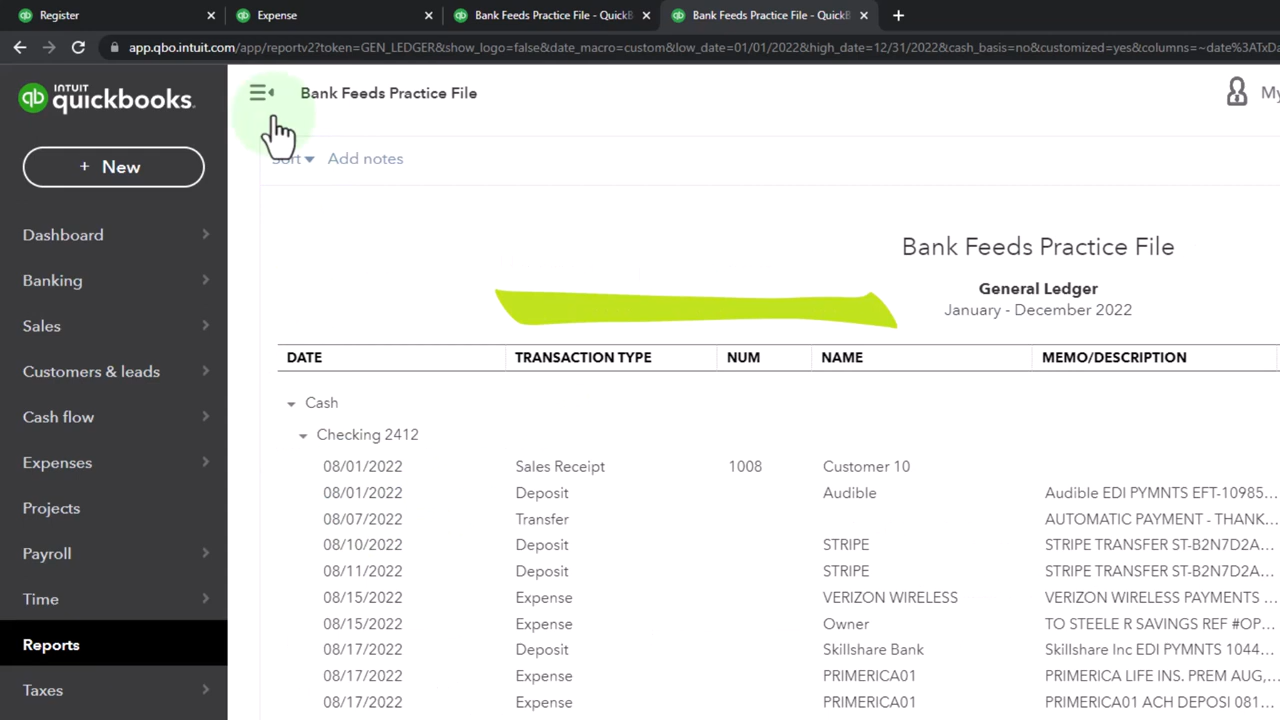 Register
Expense
Bank Feeds Practice File - QuickB
Bank Feeds Practice File - QuickB
app.qbo.intuit.com/app/reportv2?token=GEN_LEDGER&show_logo=false&date_macro=custom&low_date=01/01/2022&high_date=12/31/2022&cash_basis=no&customized=yes&columns=~date%3ATxDa
qb INTUIT
quickbooks.
Bank Feeds Practice File
My
+ New
Sort Add notes
Dashboard
Banking
Sales
Customers & leads
Cash flow
Expenses
Projects
Payroll
Time
Reports
Taxes
Bank Feeds Practice File
General Ledger
January - December 2022
DATE TRANSACTION TYPE NUM NAME MEMO/DESCRIPTION
Cash
Checking 2412
08/01/2022 Sales Receipt 1008 Customer 10
08/01/2022 Deposit Audible Audible EDI PYMNTS EFT-10985...
08/07/2022 Transfer AUTOMATIC PAYMENT - THANK...
08/10/2022 Deposit STRIPE STRIPE TRANSFER ST-B2N7D2A...
08/11/2022 Deposit STRIPE STRIPE TRANSFER ST-B2N7D2A...
08/15/2022 Expense VERIZON WIRELESS VERIZON WIRELESS PAYMENTS ...
08/15/2022 Expense Owner TO STEELE R SAVINGS REF #OP...
08/17/2022 Deposit Skillshare Bank Skillshare Inc EDI PYMNTS 1044...
08/17/2022 Expense PRIMERICA01 PRIMERICA LIFE INS. PREM AUG,...
08/17/2022 Expense PRIMERICA01 PRIMERICA01 ACH DEPOSI 081...